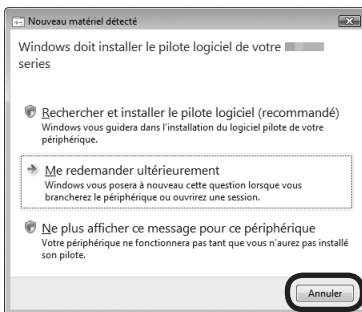 Nouveau matériel détecté
Windows doit installer le pilote logiciel de votre
series
Rechercher et installer le pilote logiciel (recommandé)
Windows vous guidera dans l'installation du logiciel pilote de votre
périphérique.
Me redemander ultérieurement
Windows vous posera à nouveau cette question lorsque vous
brancherez le périphérique ou ouvrirez une session.
Ne plus afficher ce message pour ce périphérique
Votre périphérique ne fonctionnera pas tant que vous n'aurez pas installé
son pilote.
Annuler